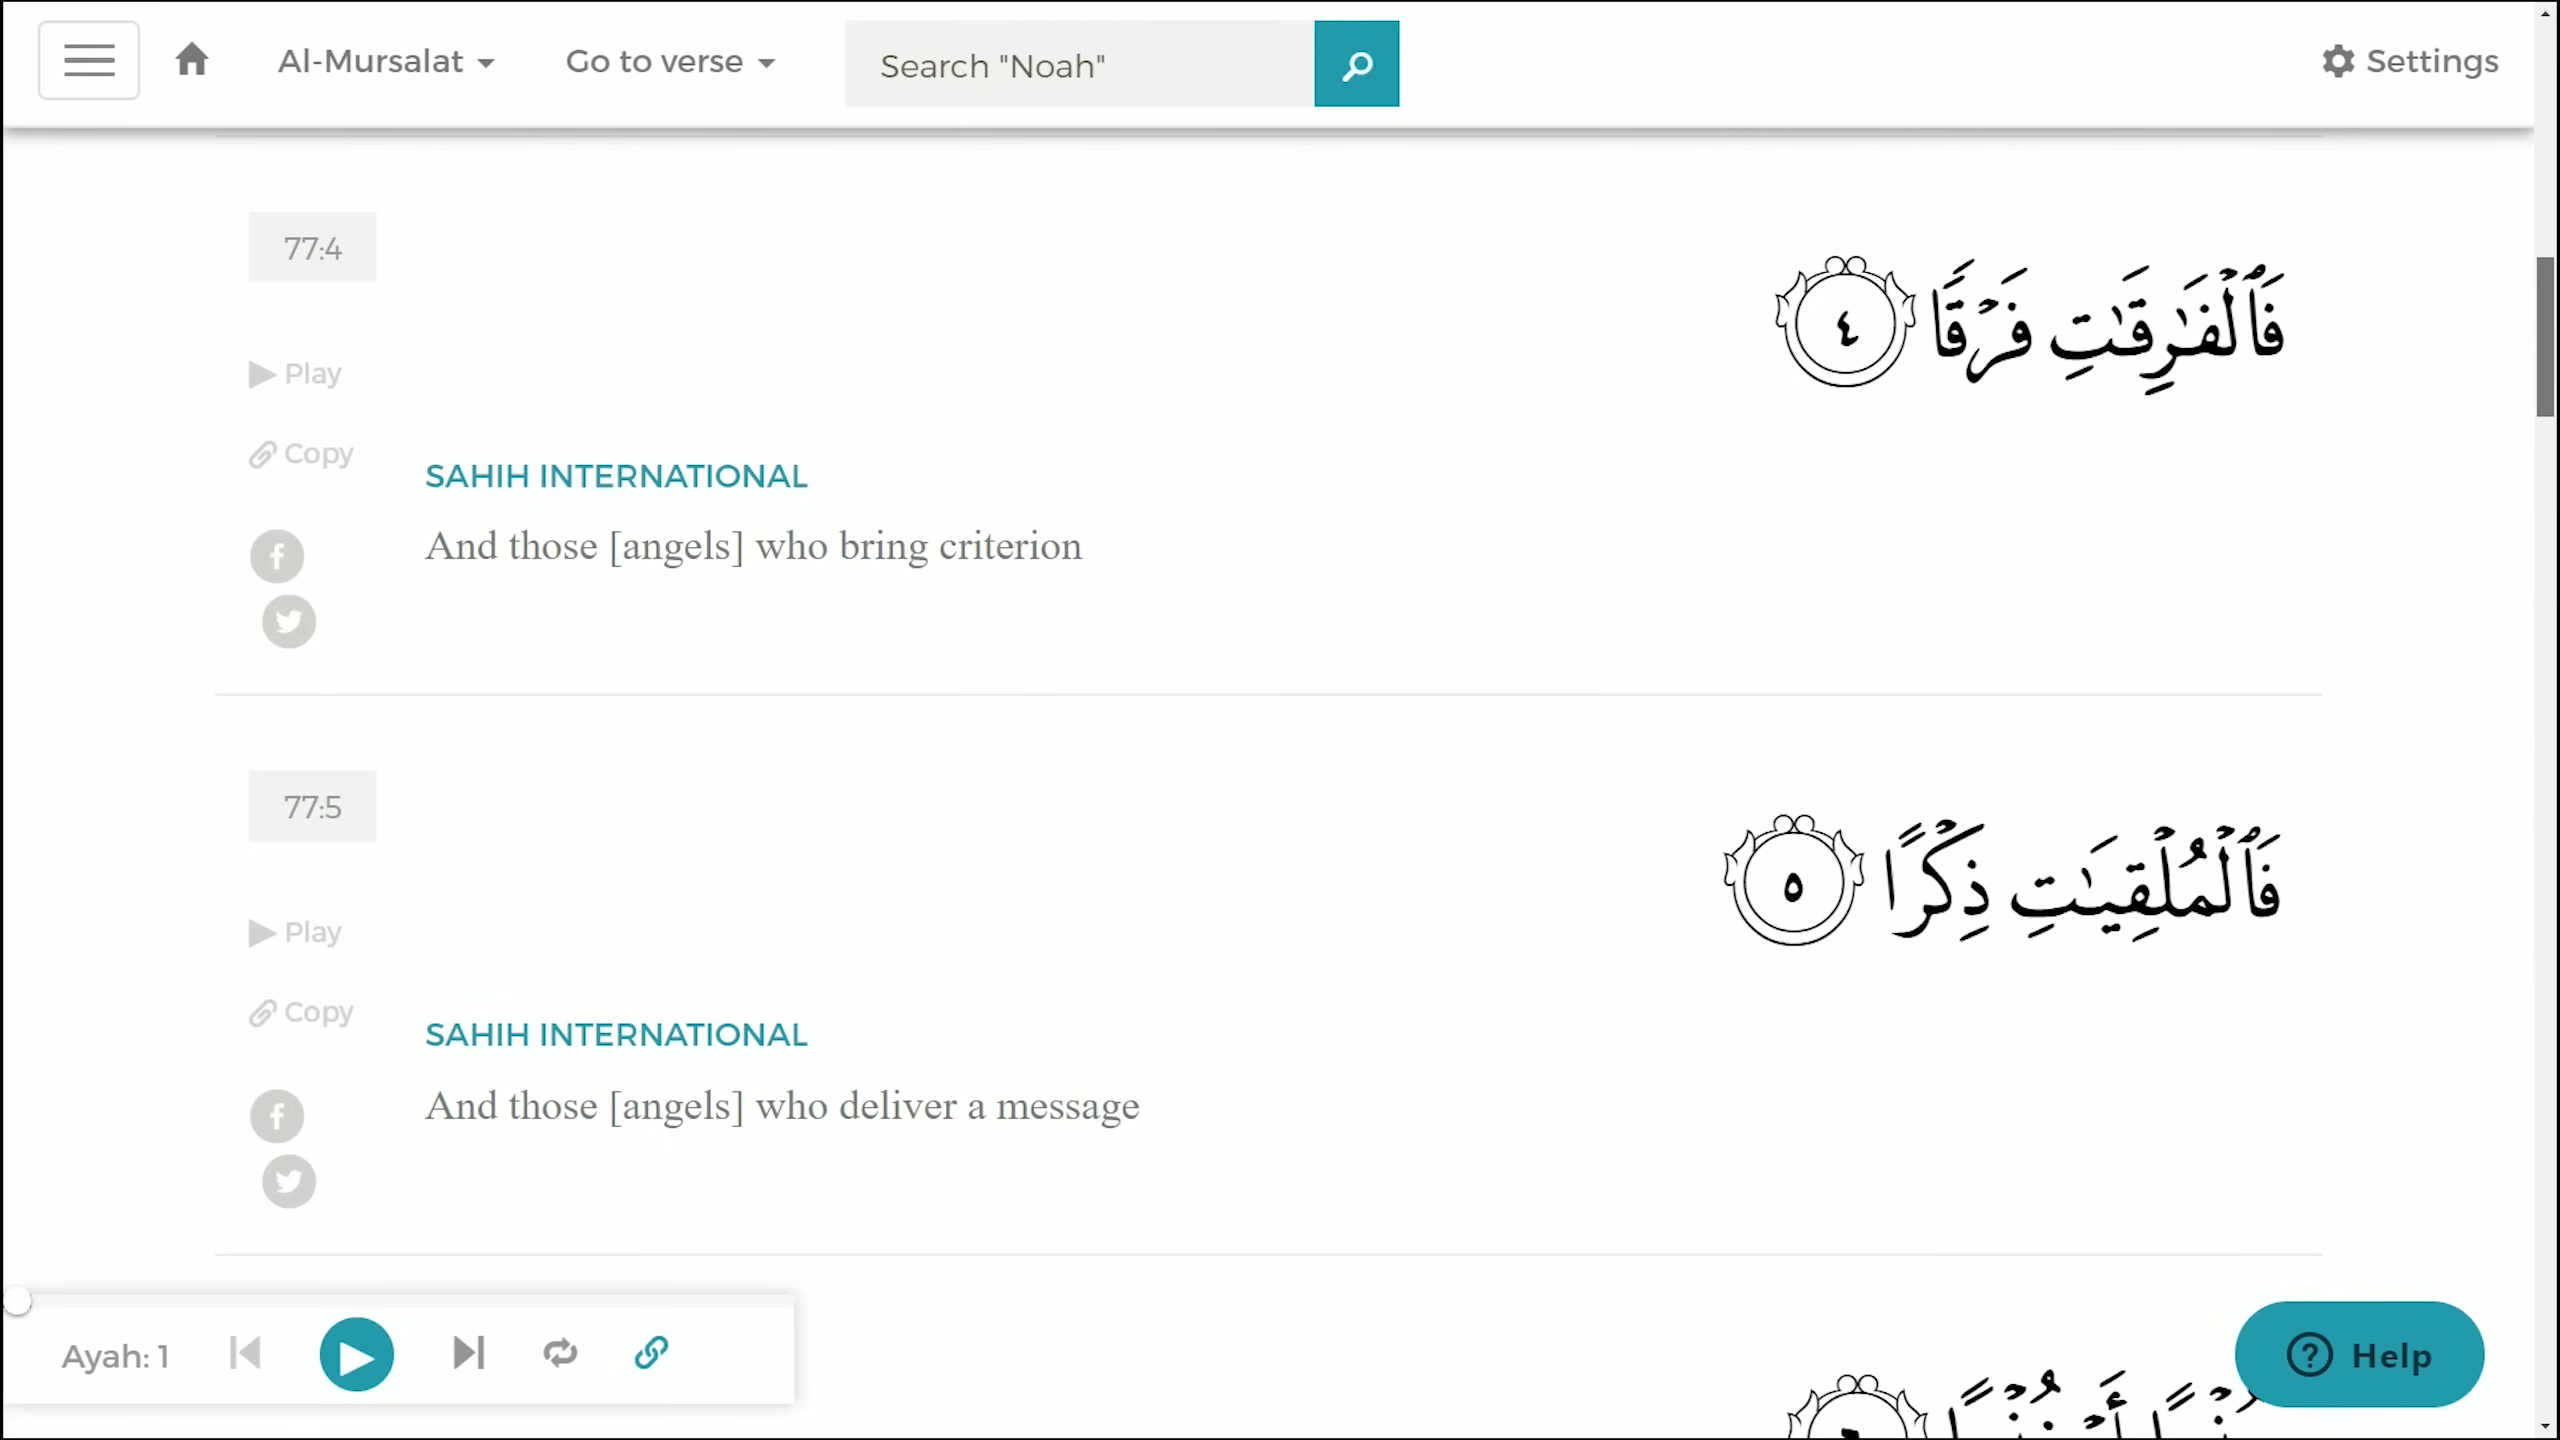 Al-Mursalat
Go to verse
Search "Noah"
Settings
77:4
فَٱلْفَـٰرِقَـٰتِ فَرْقًا ٤
Play
Copy
SAHIH INTERNATIONAL
And those [angels] who bring criterion
77:5
فَٱلْمُلْقِيَـٰتِ ذِكْرًا ٥
Play
Copy
SAHIH INTERNATIONAL
And those [angels] who deliver a message
Ayah: 1
Help